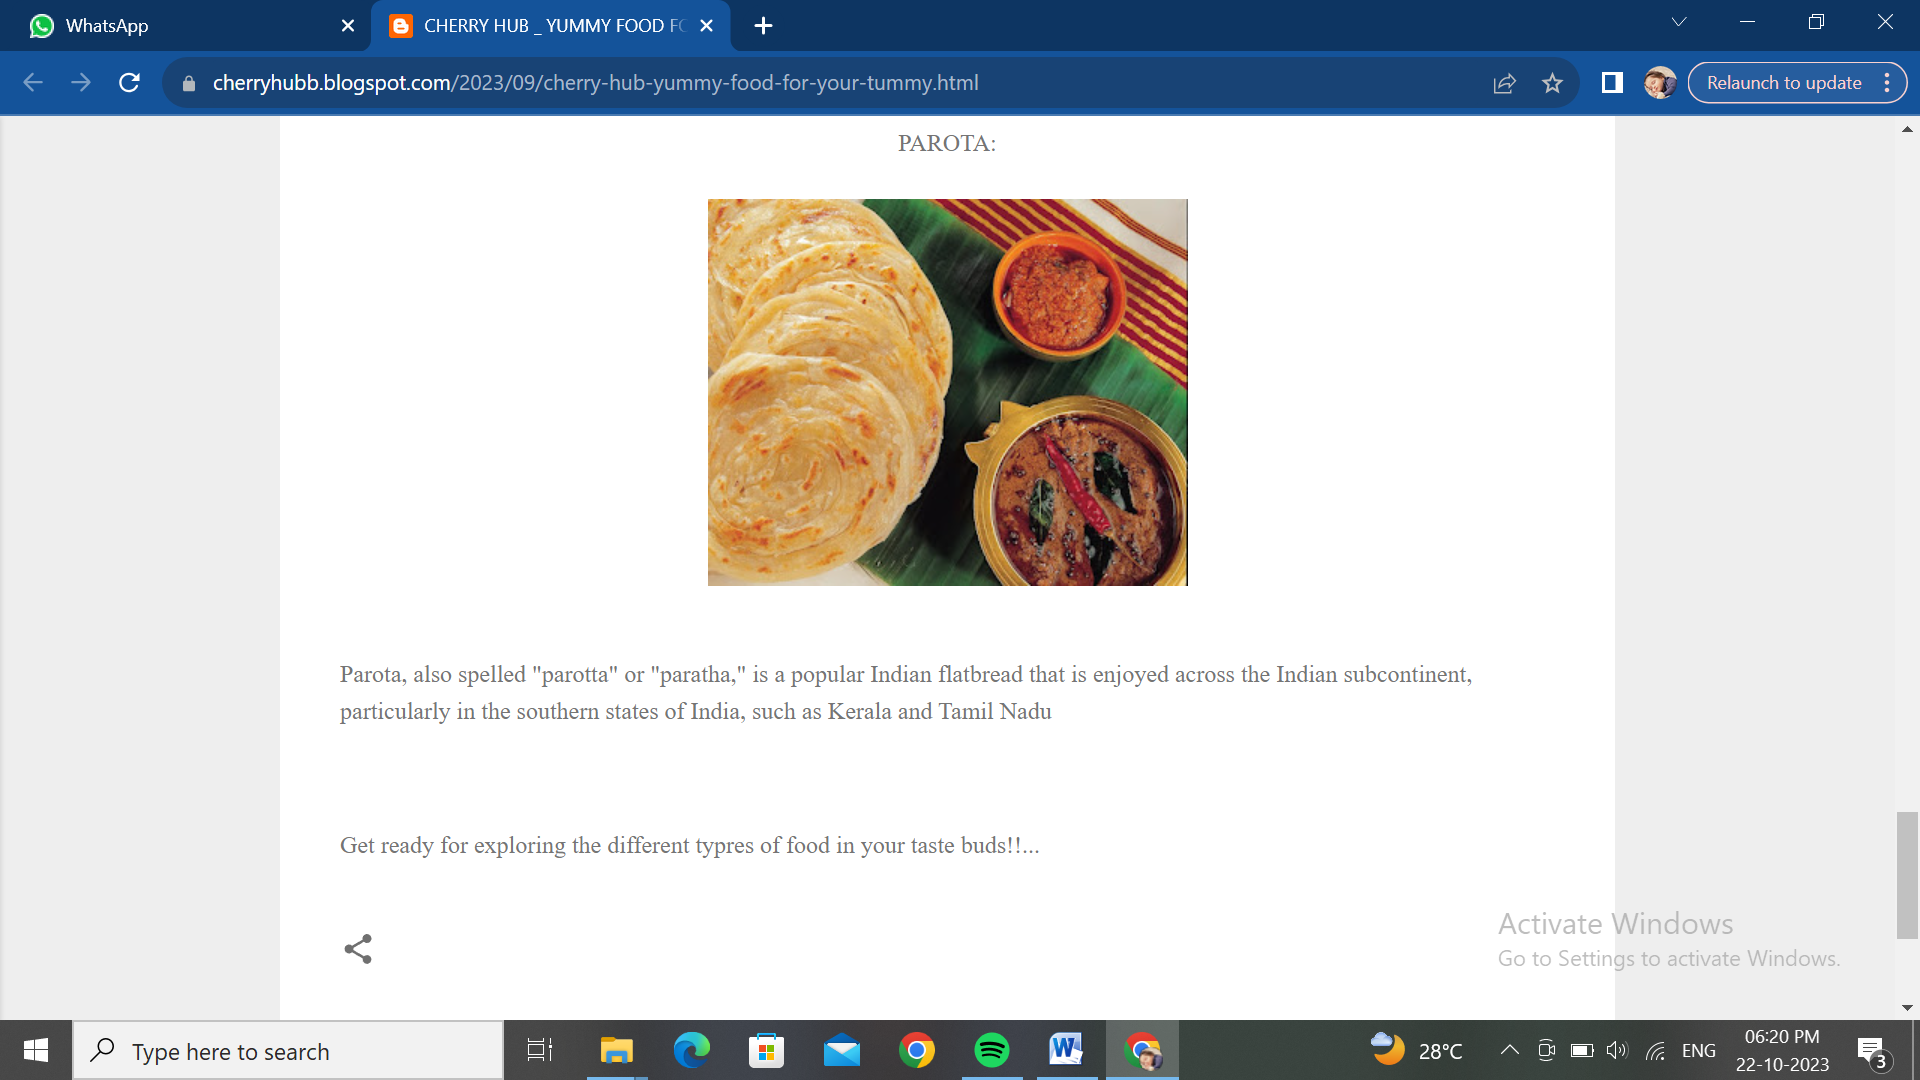 WhatsApp
CHERRY HUB _ YUMMY FOOD FO
cherryhubb.blogspot.com/2023/09/cherry-hub-yummy-food-for-your-tummy.html
Relaunch to update
PAROTA:
Parota, also spelled "parotta" or "paratha," is a popular Indian flatbread that is enjoyed across the Indian subcontinent,
particularly in the southern states of India, such as Kerala and Tamil Nadu
Get ready for exploring the different typres of food in your taste buds!!...
Activate Windows
Go to Settings to activate Windows.
Type here to search
28°C
ENG
06:20 PM
22-10-2023
3